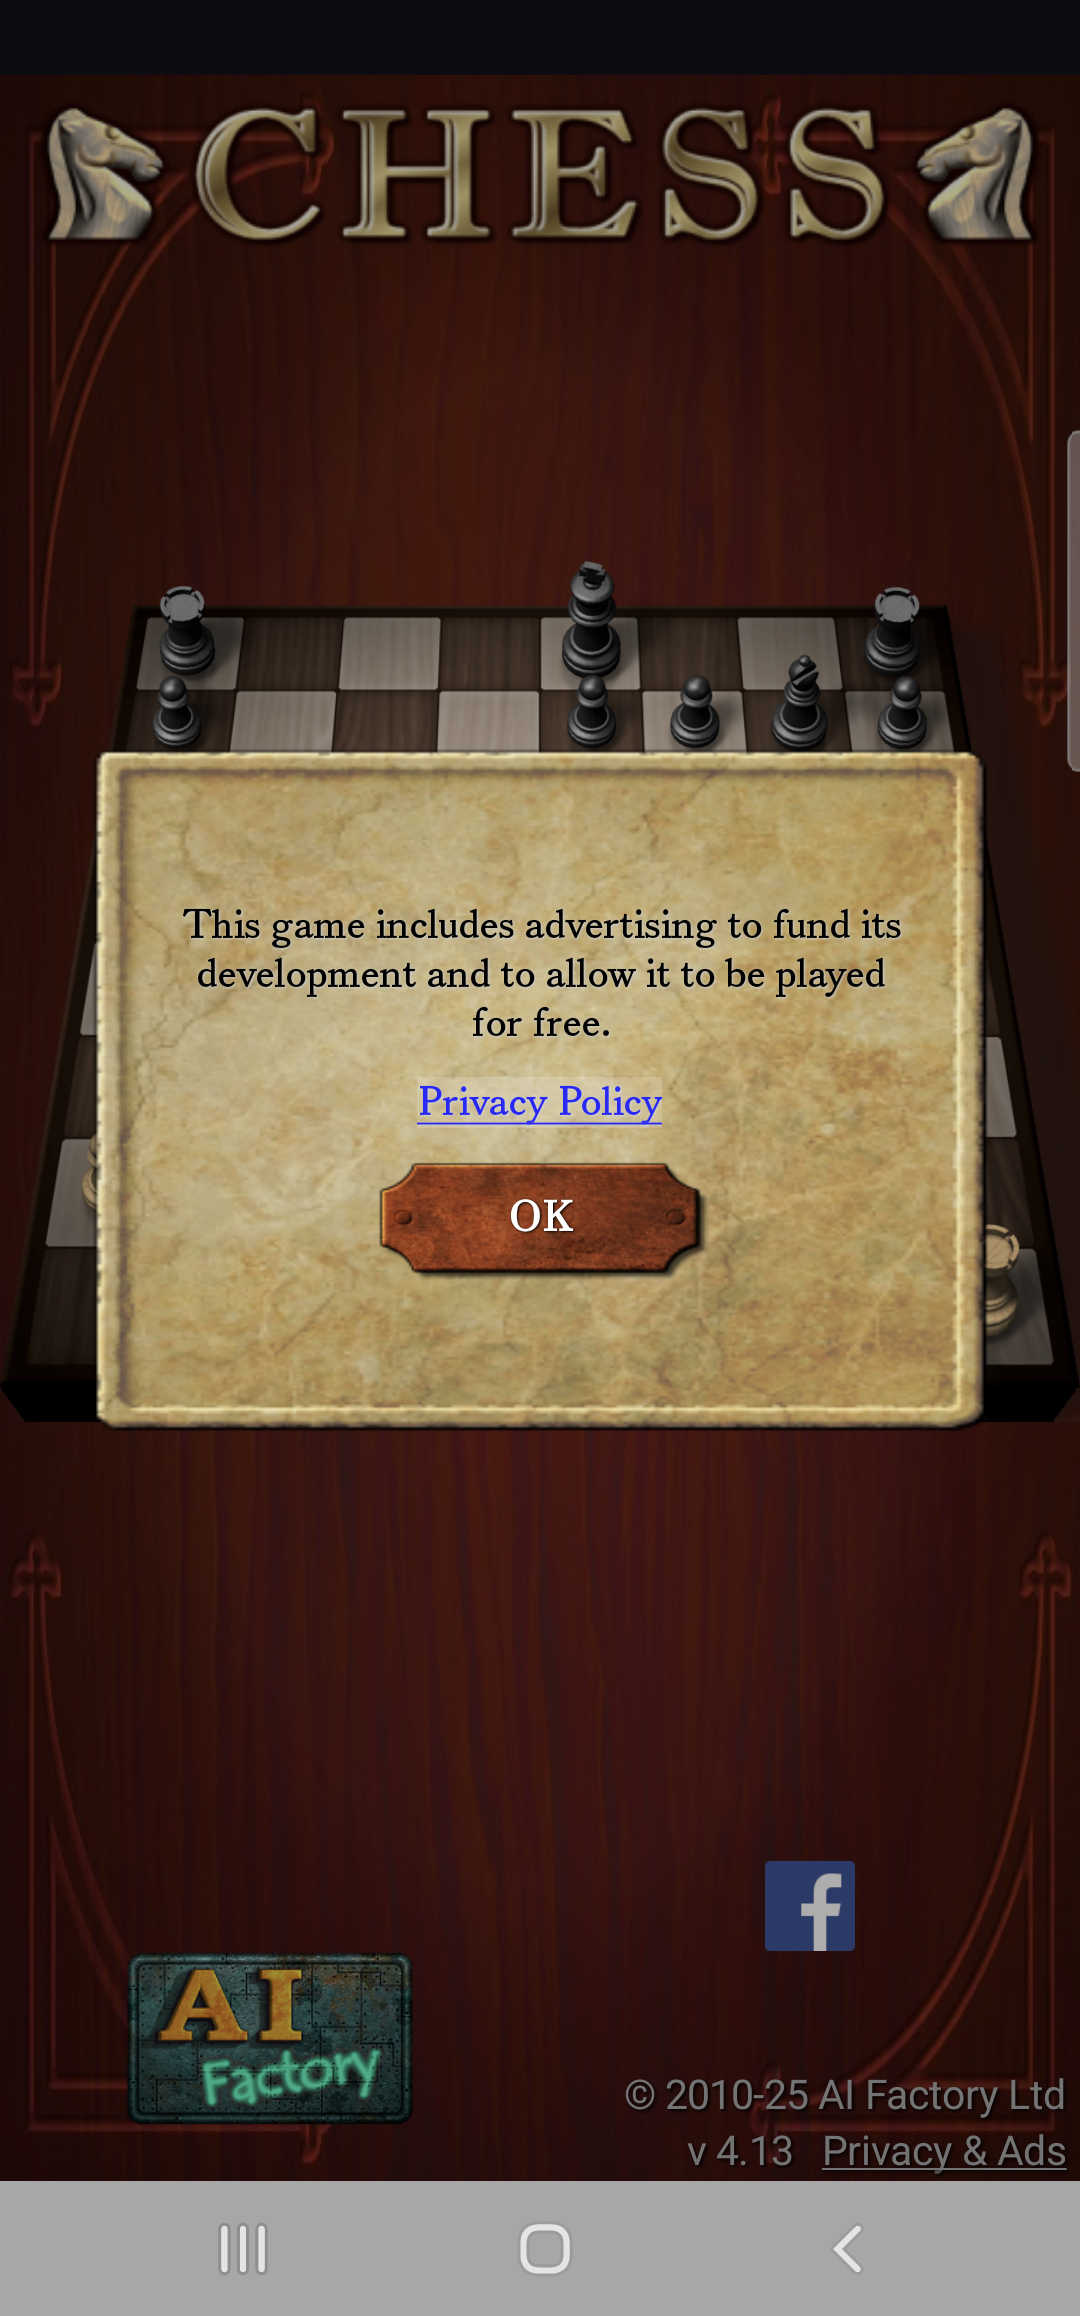 CHESS
This game includes advertising to fund its
development and to allow it to be played
for free.
Privacy Policy
OK
f
AI
Factory
© 2010-25 AI Factory Ltd
v 4.13 Privacy & Ads